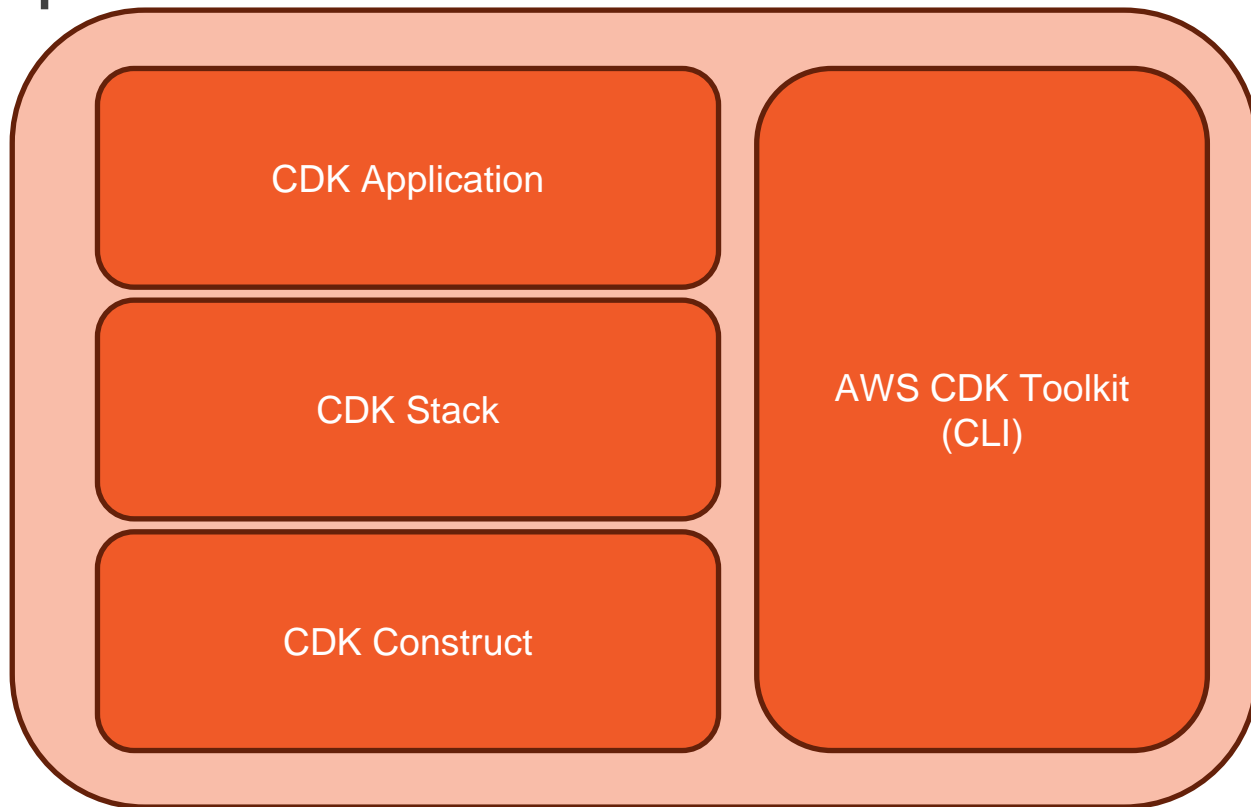 CDK Application
CDK Stack
CDK Construct
AWS CDK Toolkit
(CLI)